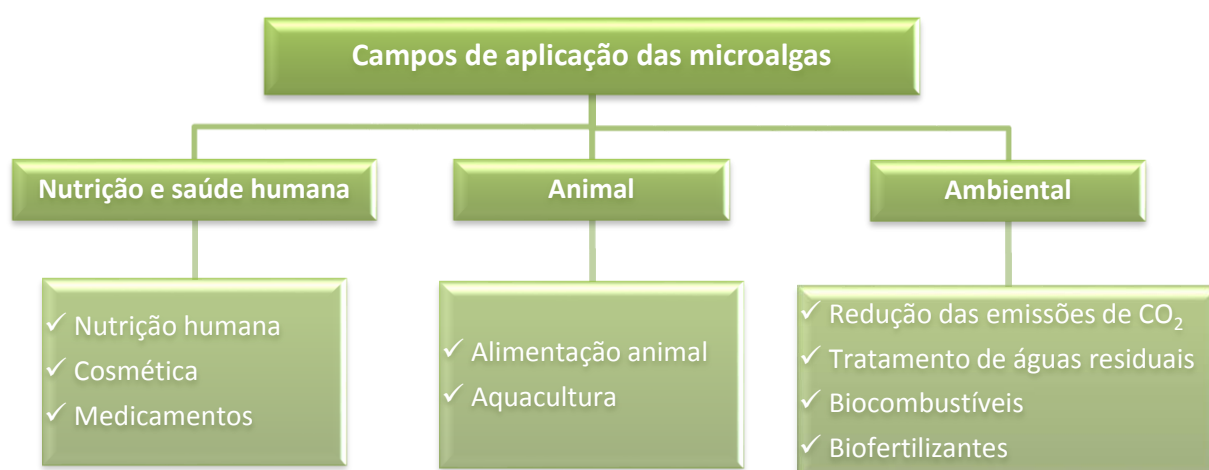 Campos de aplicação das microalgas
Nutrição e saúde humana
✓ Nutrição humana
✓ Cosmética
✓ Medicamentos
Animal
✓ Alimentação animal
✓ Aquacultura
Ambiental
✓ Redução das emissões de CO₂
✓ Tratamento de águas residuais
✓ Biocombustíveis
✓ Biofertilizantes